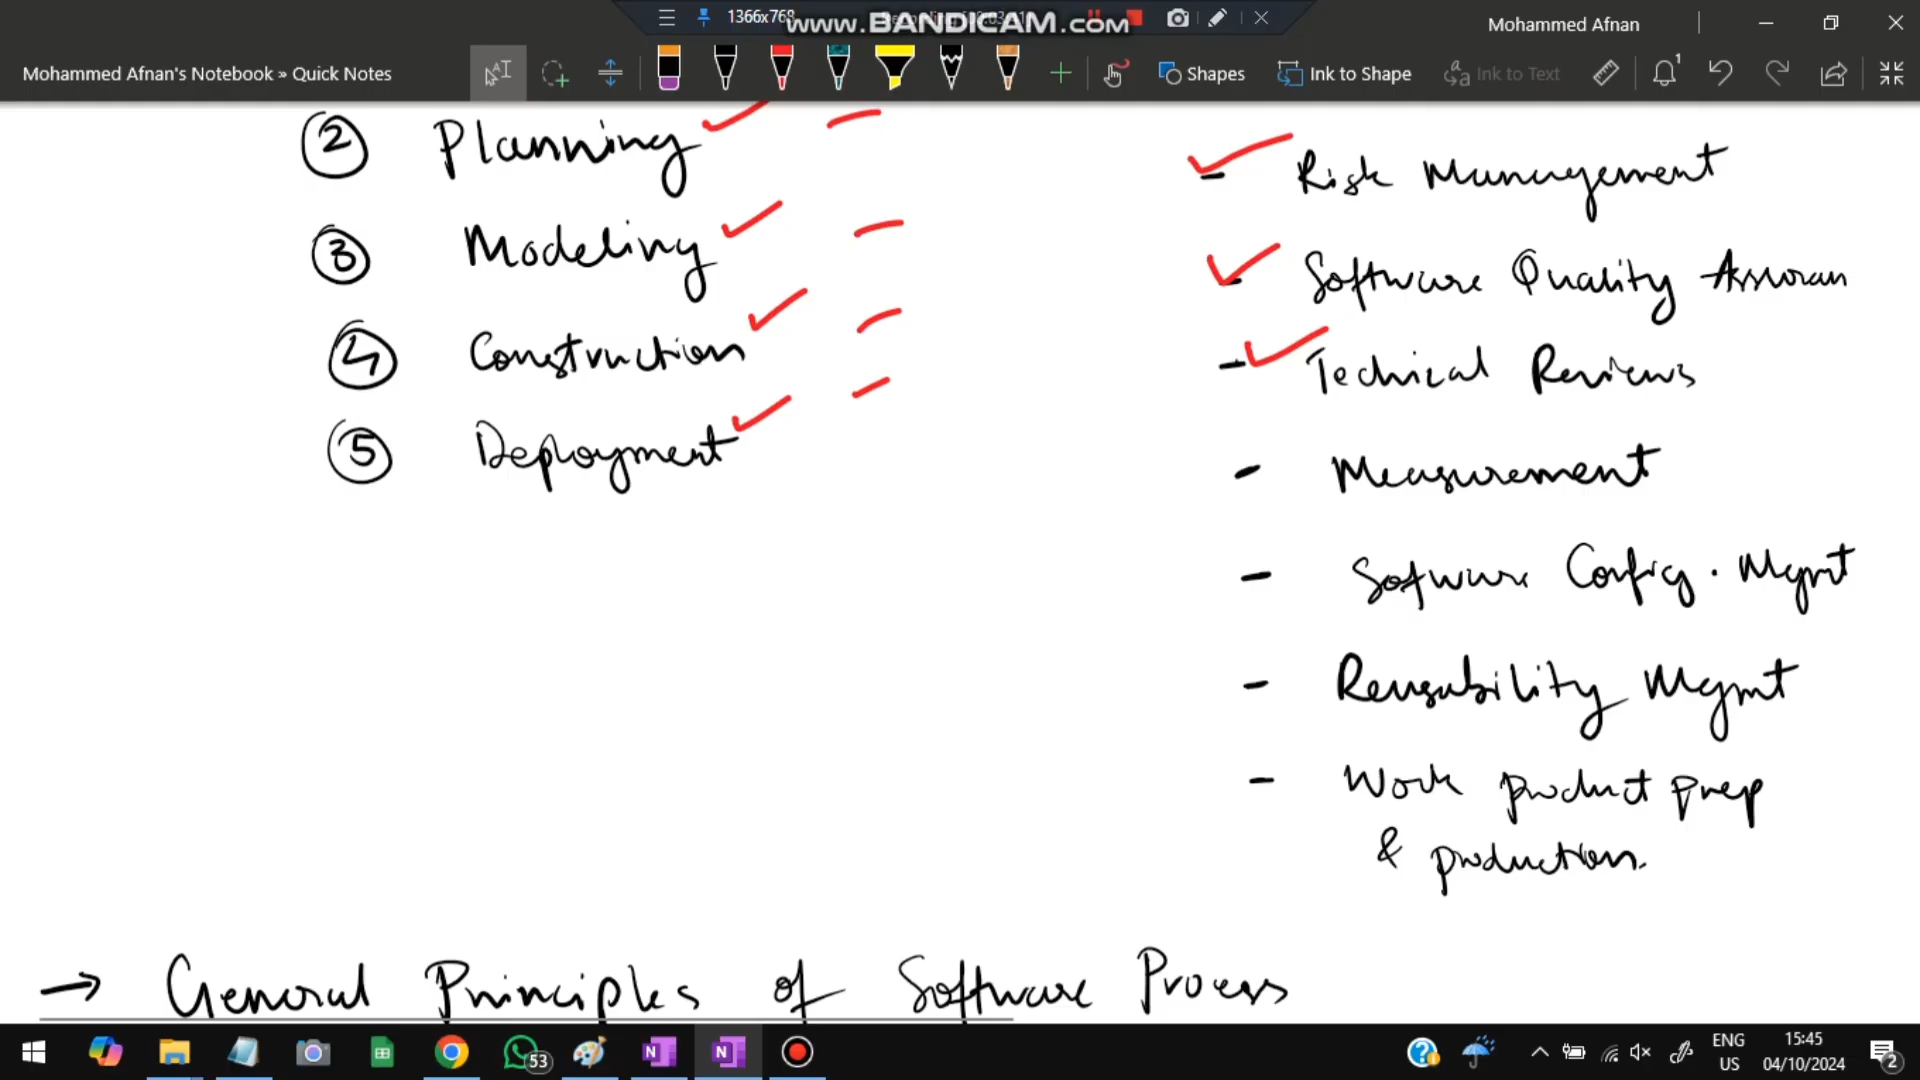 1366x768
www.BANDICAM.com
Mohammed Afnan
Mohammed Afnan's Notebook » Quick Notes
Shapes
Ink to Shape
Ink to Text
1
② Planning
③ Modeling
④ Construction
⑤ Deployment
- Risk Management
- Software Quality Assuran
- Techical Reviews
- Measurement
- Software Config. Mgmt
- Reusability Mgmt
- Work product prep
& production.
→ General Principles of Software Process
53
ENG
US
15:45
04/10/2024
2